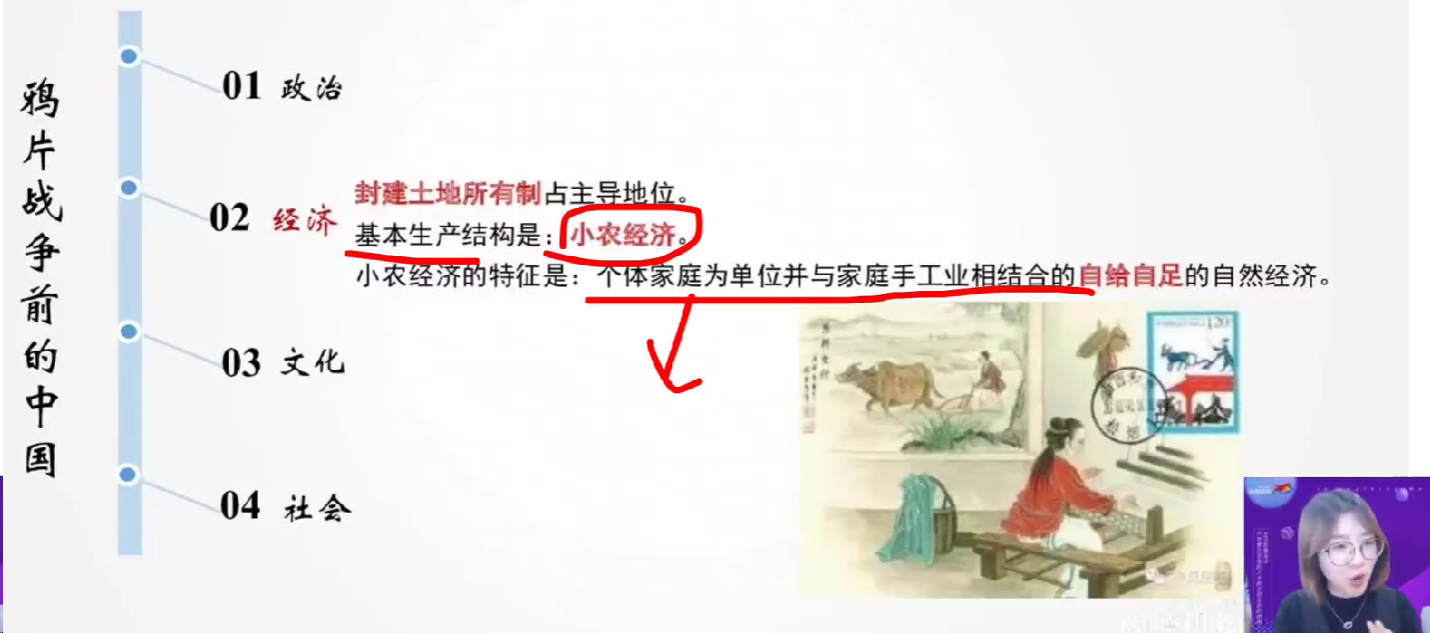 鸦片战争前的中国
01 政治
02 经济
封建土地所有制占主导地位。
基本生产结构是：小农经济。
小农经济的特征是：个体家庭为单位并与家庭手工业相结合的自给自足的自然经济。
03 文化
04 社会
120